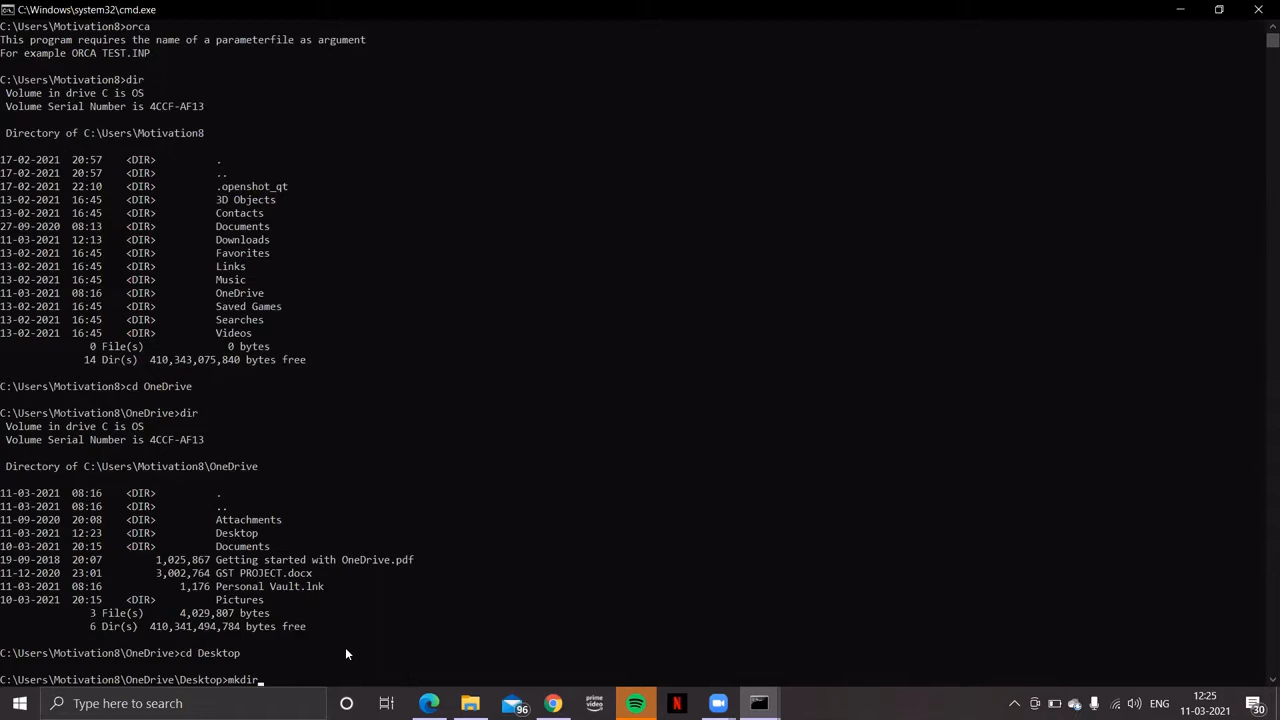 C:\Windows\system32\cmd.exe
C:\Users\Motivation8>orca
This program requires the name of a parameterfile as argument
For example ORCA TEST.INP
C:\Users\Motivation8>dir
Volume in drive C is OS
Volume Serial Number is 4CCF-AF13
Directory of C:\Users\Motivation8
17-02-2021  20:57    <DIR>          .
17-02-2021  20:57    <DIR>          ..
17-02-2021  22:10    <DIR>          .openshot_qt
13-02-2021  16:45    <DIR>          3D Objects
13-02-2021  16:45    <DIR>          Contacts
27-09-2020  08:13    <DIR>          Documents
11-03-2021  12:13    <DIR>          Downloads
13-02-2021  16:45    <DIR>          Favorites
13-02-2021  16:45    <DIR>          Links
13-02-2021  16:45    <DIR>          Music
11-03-2021  08:16    <DIR>          OneDrive
13-02-2021  16:45    <DIR>          Saved Games
13-02-2021  16:45    <DIR>          Searches
13-02-2021  16:45    <DIR>          Videos
0 File(s)              0 bytes
14 Dir(s)  410,343,075,840 bytes free
C:\Users\Motivation8>cd OneDrive
C:\Users\Motivation8\OneDrive>dir
Volume in drive C is OS
Volume Serial Number is 4CCF-AF13
Directory of C:\Users\Motivation8\OneDrive
11-03-2021  08:16    <DIR>          .
11-03-2021  08:16    <DIR>          ..
11-09-2020  20:08    <DIR>          Attachments
11-03-2021  12:23    <DIR>          Desktop
10-03-2021  20:15    <DIR>          Documents
19-09-2018  20:07         1,025,867 Getting started with OneDrive.pdf
11-12-2020  23:01         3,002,764 GST PROJECT.docx
11-03-2021  08:16             1,176 Personal Vault.lnk
10-03-2021  20:15    <DIR>          Pictures
3 File(s)      4,029,807 bytes
6 Dir(s)  410,341,494,784 bytes free
C:\Users\Motivation8\OneDrive>cd Desktop
C:\Users\Motivation8\OneDrive\Desktop>mkdir
Type here to search
96
prime video
N
ENG
12:25
11-03-2021
30